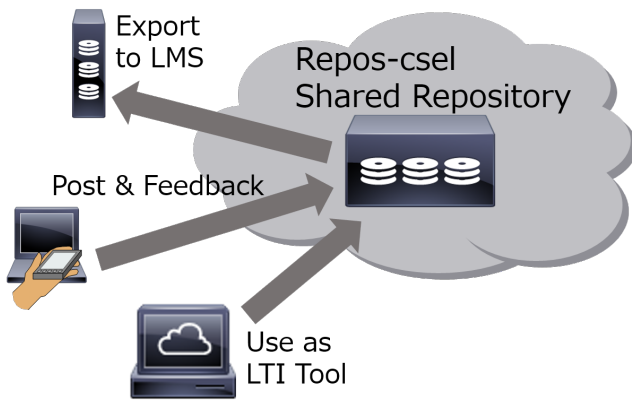 Export
to LMS
Repos-csel
Shared Repository
Post & Feedback
Use as
LTI Tool